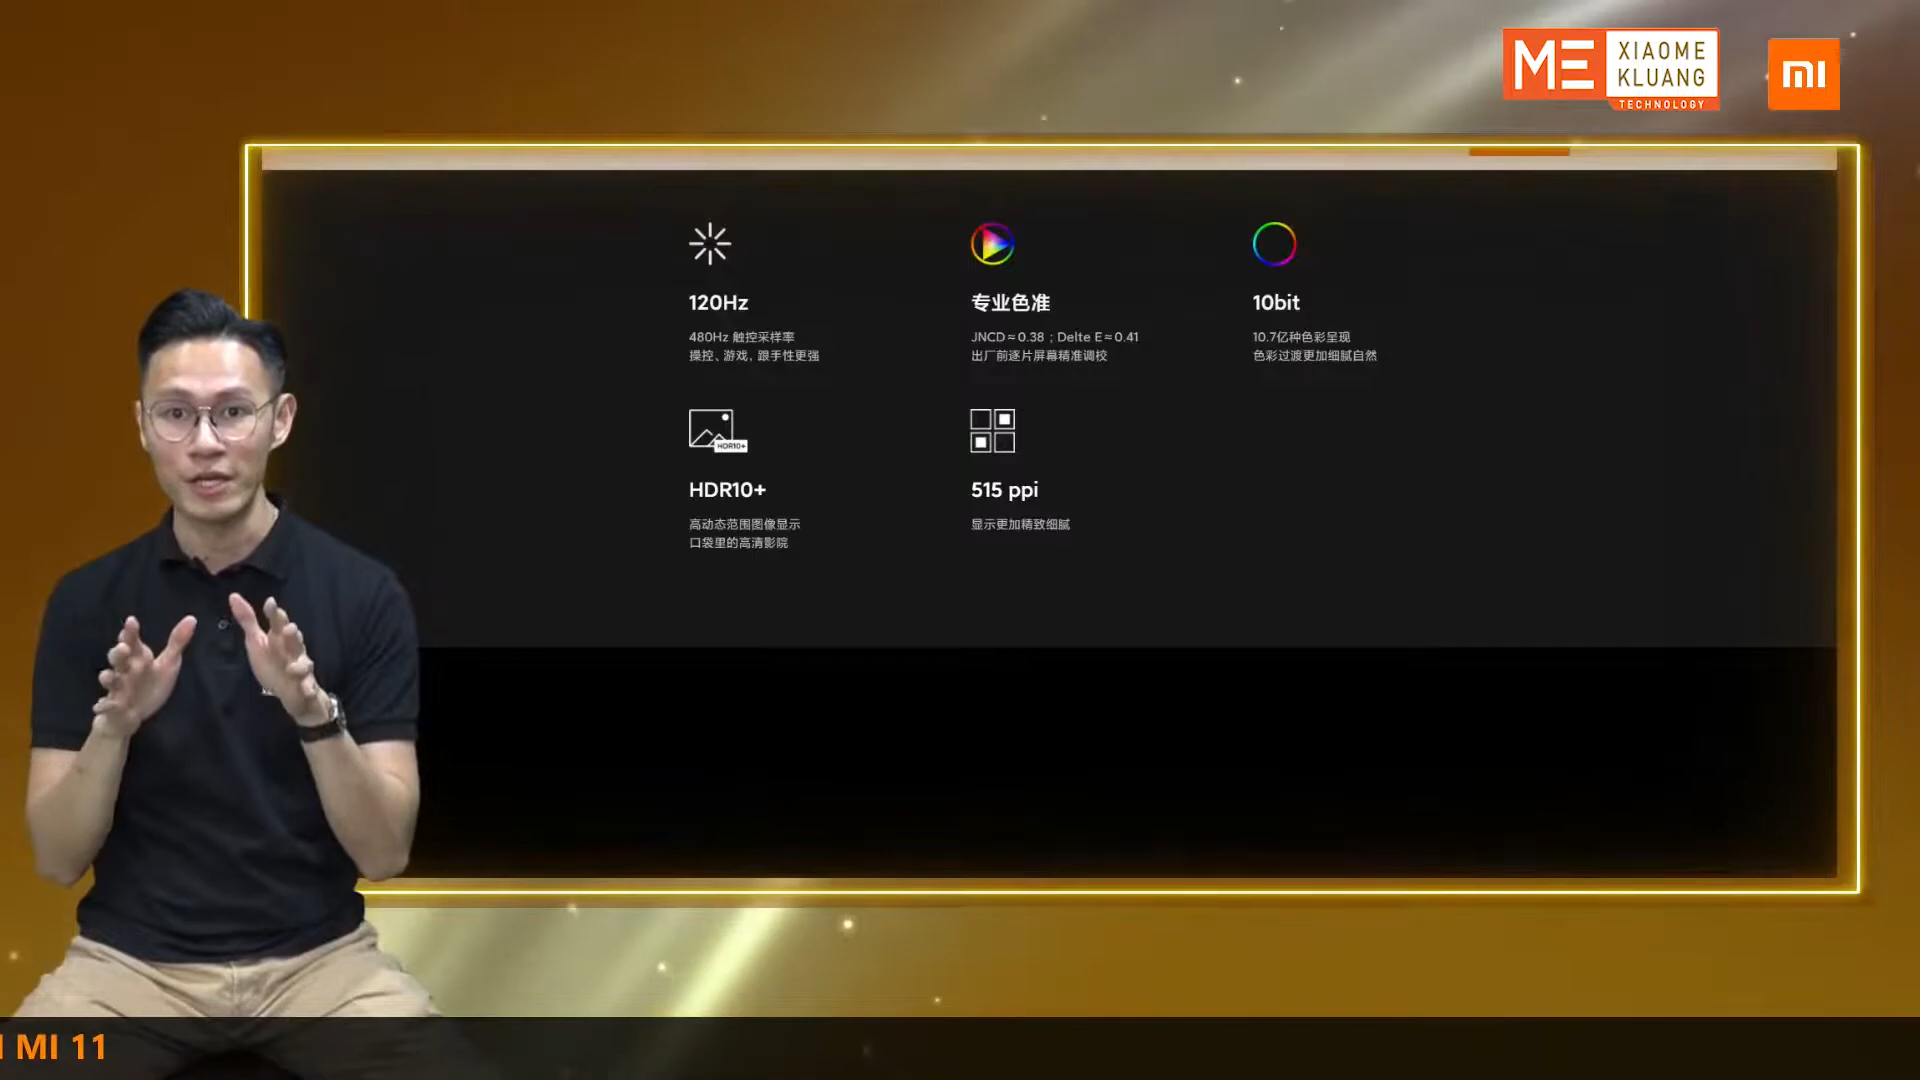 ME
XIAOME
KLUANG
TECHNOLOGY
120Hz
480Hz 触控采样率
操控、游戏, 跟手性更强
专业色准
JNCD≈0.38 ; Delte E≈0.41
出厂前逐片屏幕精准调校
10bit
10.7亿种色彩呈现
色彩过渡更加细腻自然
HDR10+
HDR10+
高动态范围图像显示
口袋里的高清影院
515 ppi
显示更加精致细腻
MI 11